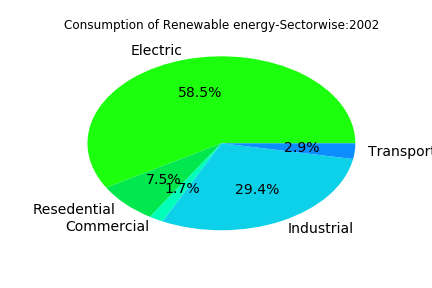 Consumption of Renewable energy-Sectorwise:2002
Electric
58.5%
2.9%
Transport
7.5%
1.7%
29.4%
Resedential
Commercial
Industrial